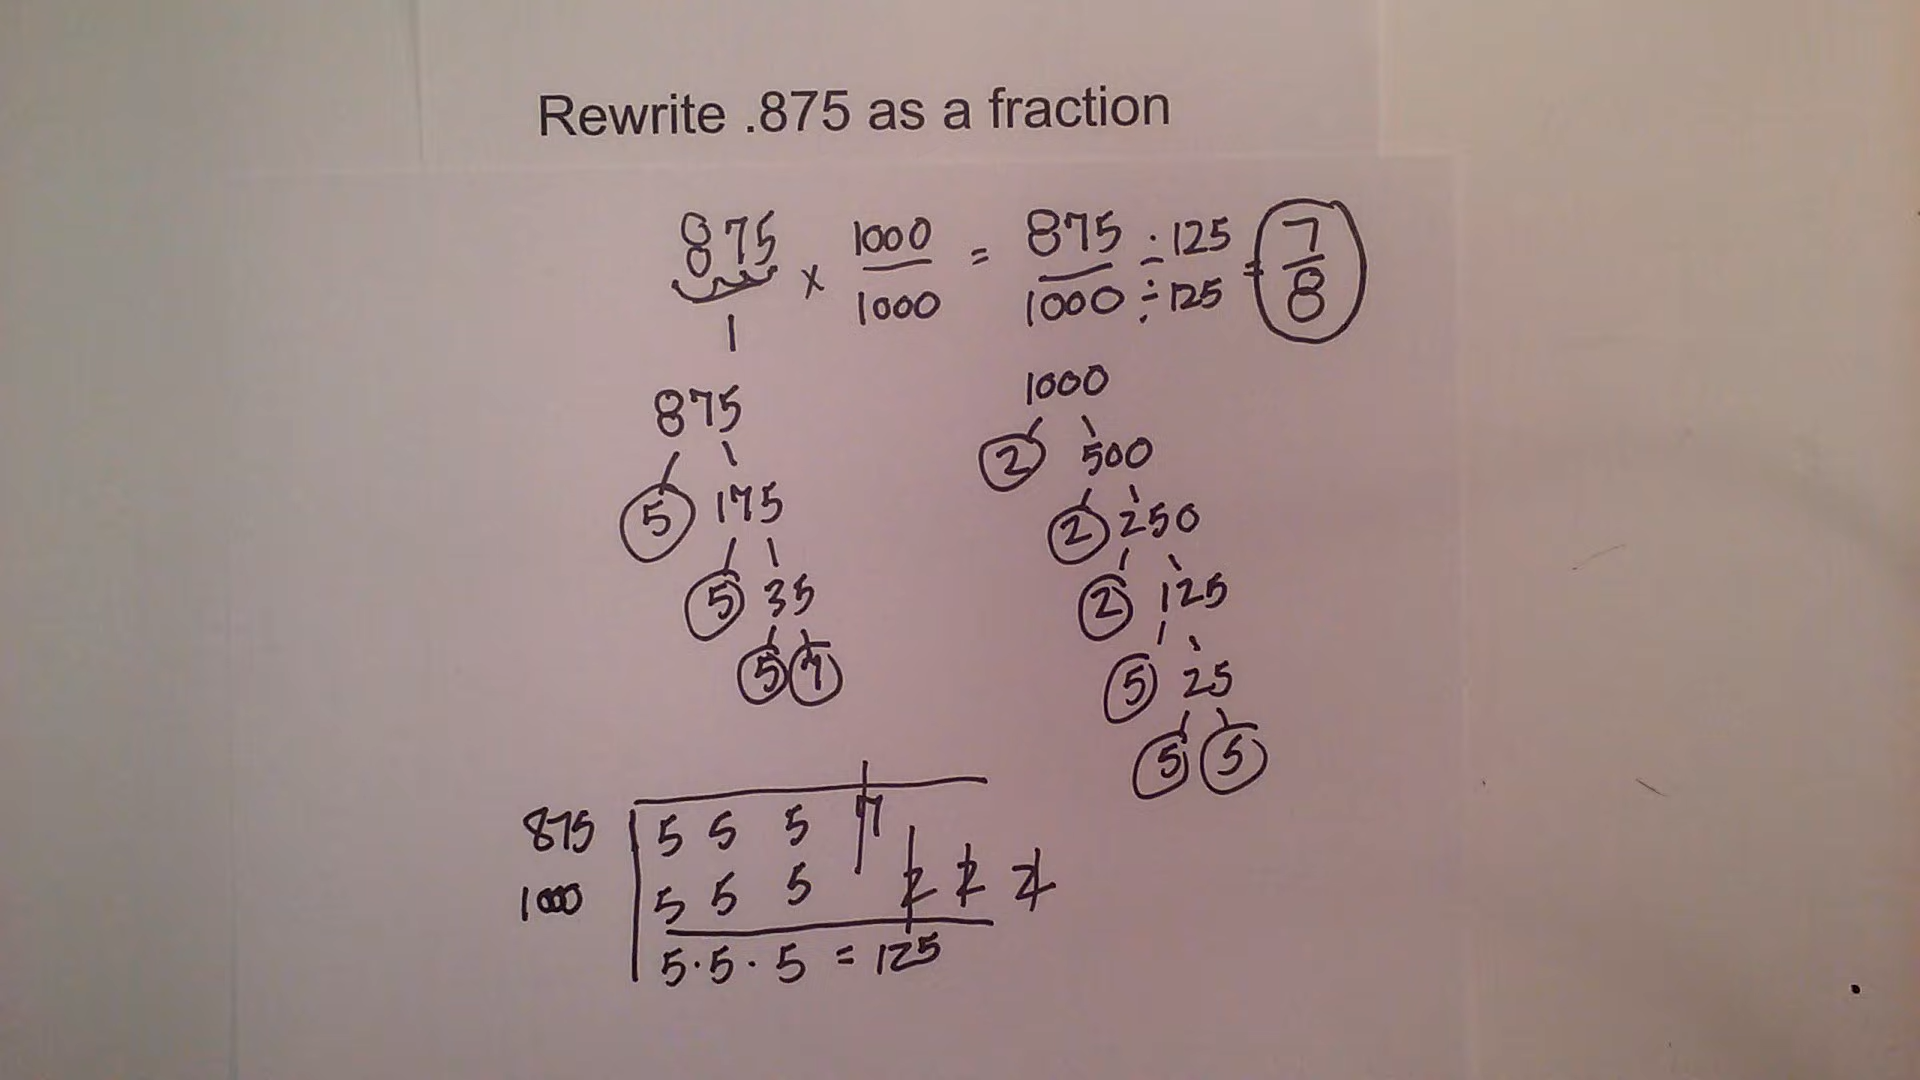 Rewrite .875 as a fraction
875 x 1000 = 875 ÷ 125 = 7
1 1000 1000 ÷ 125 8
875 1000
2 500
5 175 2 250
5 35 2 125
5 7 5 25
5 5
875 5 5 5 7
1000 5 5 5 2 2 2
5 · 5 · 5 = 125